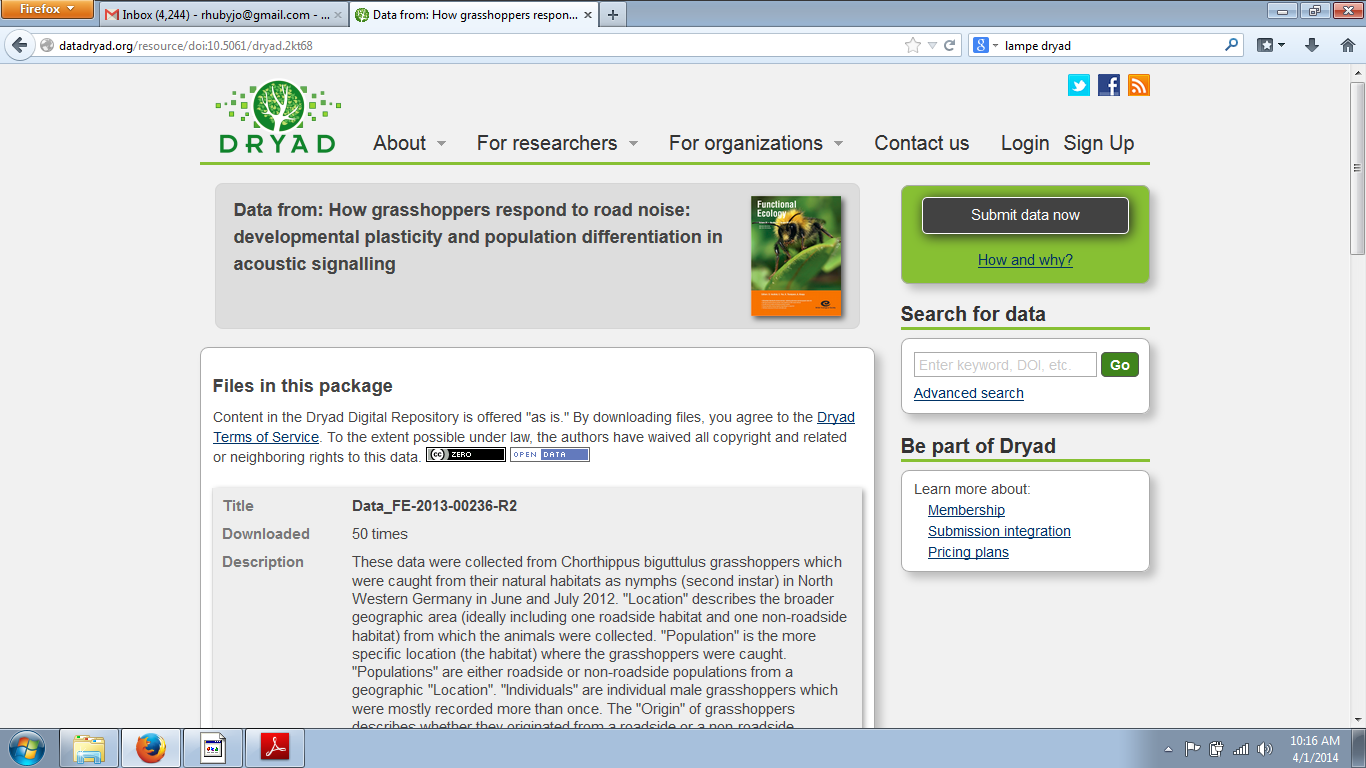 Firefox
Inbox (4,244) - rhubyjo@gmail.com - ...
Data from: How grasshoppers respon...
datadryad.org/resource/doi:10.5061/dryad.2kt68
lampe dryad
DRYAD
About
For researchers
For organizations
Contact us
Login
Sign Up
Data from: How grasshoppers respond to road noise:
developmental plasticity and population differentiation in
acoustic signalling
Functional
Ecology
Submit data now
How and why?
Search for data
Enter keyword, DOI, etc.
Go
Advanced search
Be part of Dryad
Learn more about:
Membership
Submission integration
Pricing plans
Files in this package
Content in the Dryad Digital Repository is offered "as is." By downloading files, you agree to the Dryad
Terms of Service. To the extent possible under law, the authors have waived all copyright and related
or neighboring rights to this data. cc ZERO OPEN DATA
Title Data_FE-2013-00236-R2
Downloaded 50 times
Description These data were collected from Chorthippus biguttulus grasshoppers which
were caught from their natural habitats as nymphs (second instar) in North
Western Germany in June and July 2012. "Location" describes the broader
geographic area (ideally including one roadside habitat and one non-roadside
habitat) from which the animals were collected. "Population" is the more
specific location (the habitat) where the grasshoppers were caught.
"Populations" are either roadside or non-roadside populations from a
geographic "Location". "Individuals" are individual male grasshoppers which
were mostly recorded more than once. The "Origin" of grasshoppers
describes whether they originated from a roadside or a non-roadside
10:16 AM
4/1/2014